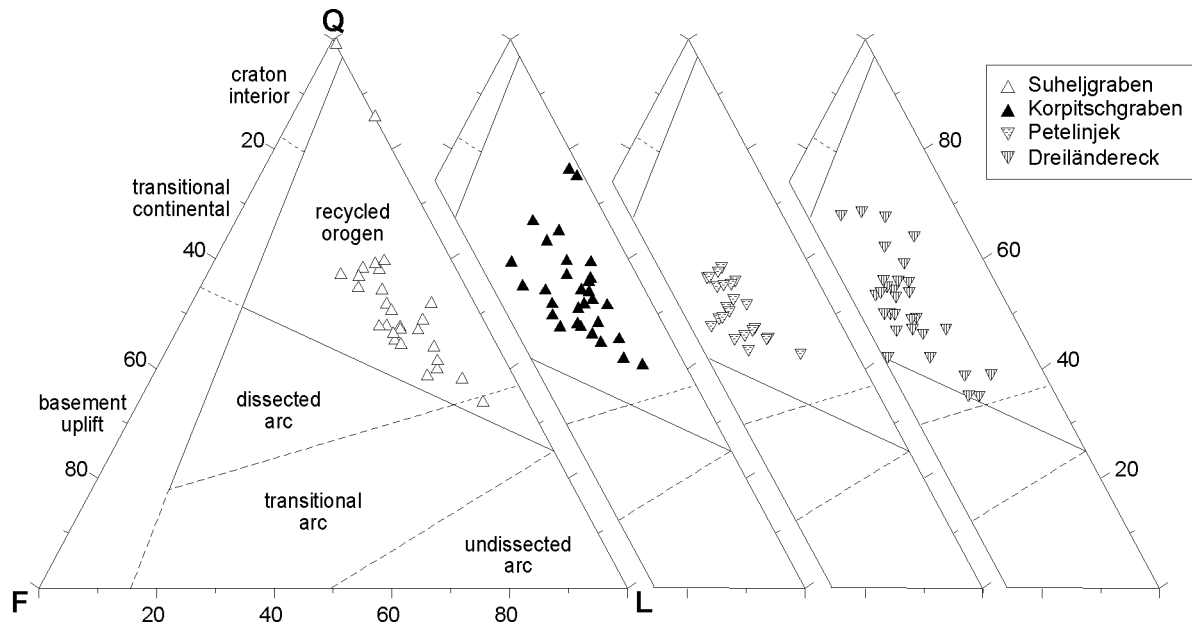 Q
craton
interior
Suheljgraben
Korpitschgraben
Petelinjek
Dreiländereck
20
80
transitional
continental
recycled
orogen
40
60
60
40
basement
uplift
dissected
arc
80
20
transitional
arc
undissected
arc
F
L
20
40
60
80